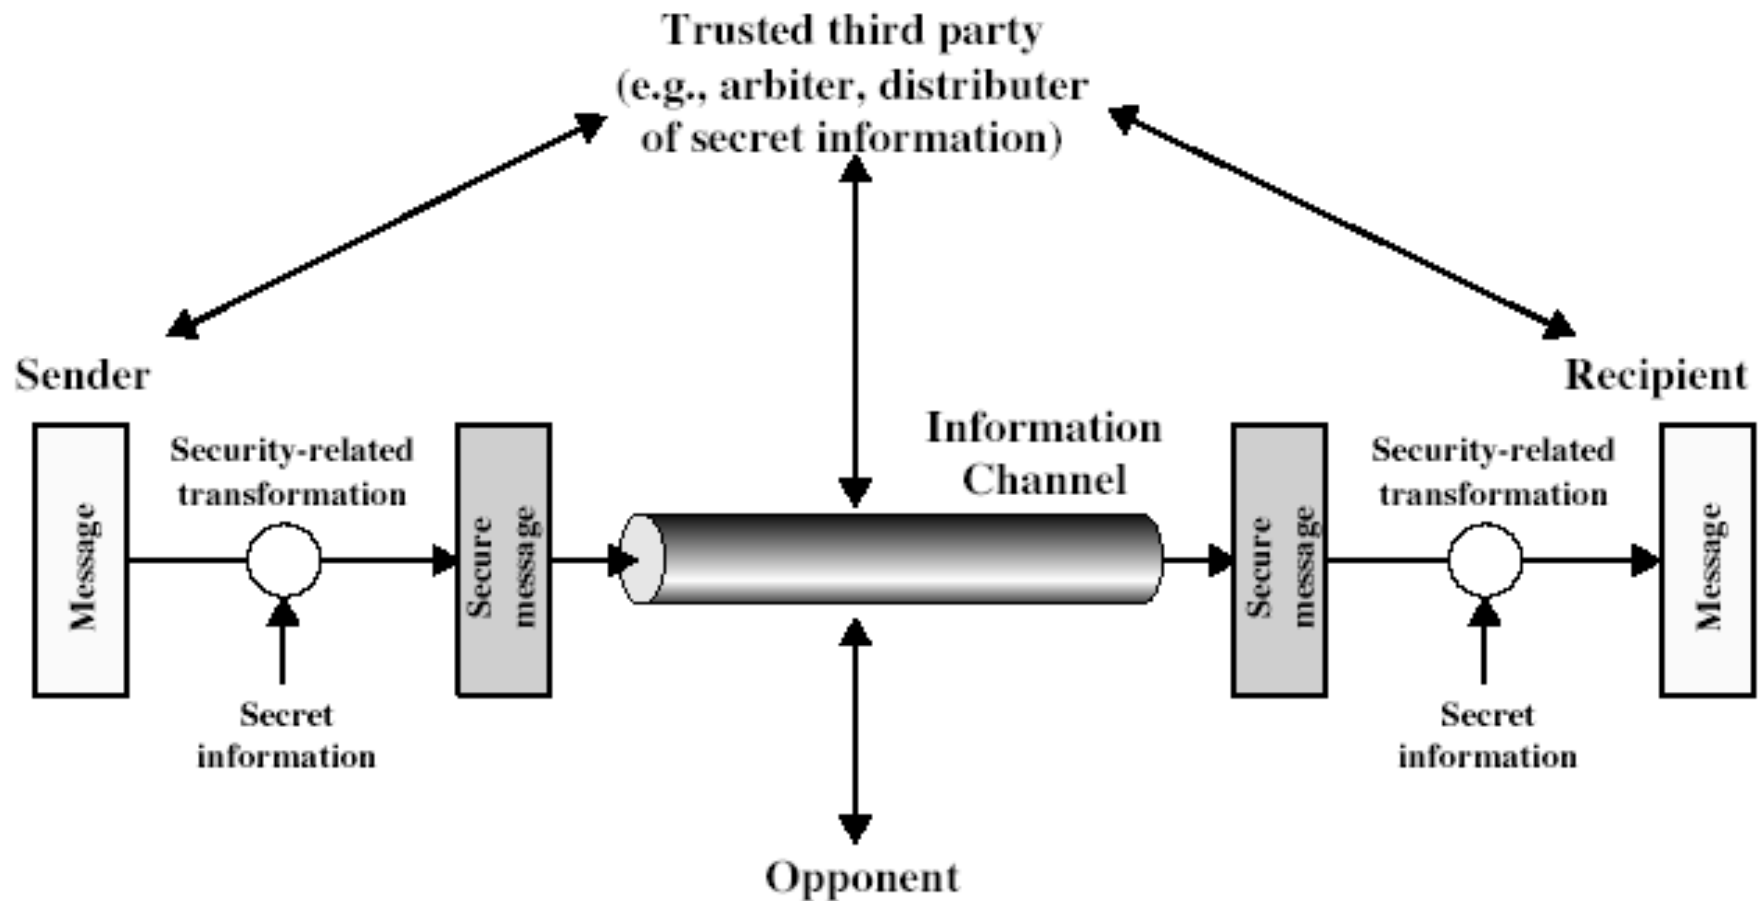 Trusted third party
(e.g., arbiter, distributer
of secret information)
Sender
Recipient
Information
Channel
Security-related
transformation
Security-related
transformation
Message
Secure
message
Secure
message
Message
Secret
information
Secret
information
Opponent